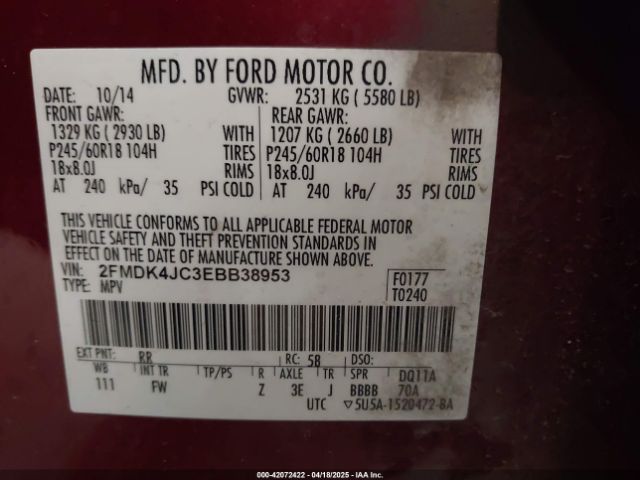 MFD. BY FORD MOTOR CO.
DATE: 10/14 GVWR: 2531 KG ( 5580 LB)
FRONT GAWR: REAR GAWR:
1329 KG ( 2930 LB) WITH 1207 KG ( 2660 LB) WITH
P245/60R18 104H TIRES P245/60R18 104H TIRES
18x8.0J RIMS 18x8.0J RIMS
AT 240 kPa/ 35 PSI COLD AT 240 kPa/ 35 PSI COLD
THIS VEHICLE CONFORMS TO ALL APPLICABLE FEDERAL MOTOR
VEHICLE SAFETY AND THEFT PREVENTION STANDARDS IN
EFFECT ON THE DATE OF MANUFACTURE SHOWN ABOVE.
VIN: 2FMDK4JC3EBB38953 F0177
TYPE: MPV T0240
EXT PNT: RR RC: 58 DSO:
WB INT TR TP/PS R AXLE TR SPR DQ11A
111 FW Z 3E J BBBB 70A
UTC ▽5U5A-1520472-BA
000-42072422 | 04/18/2025 - IAAI.com